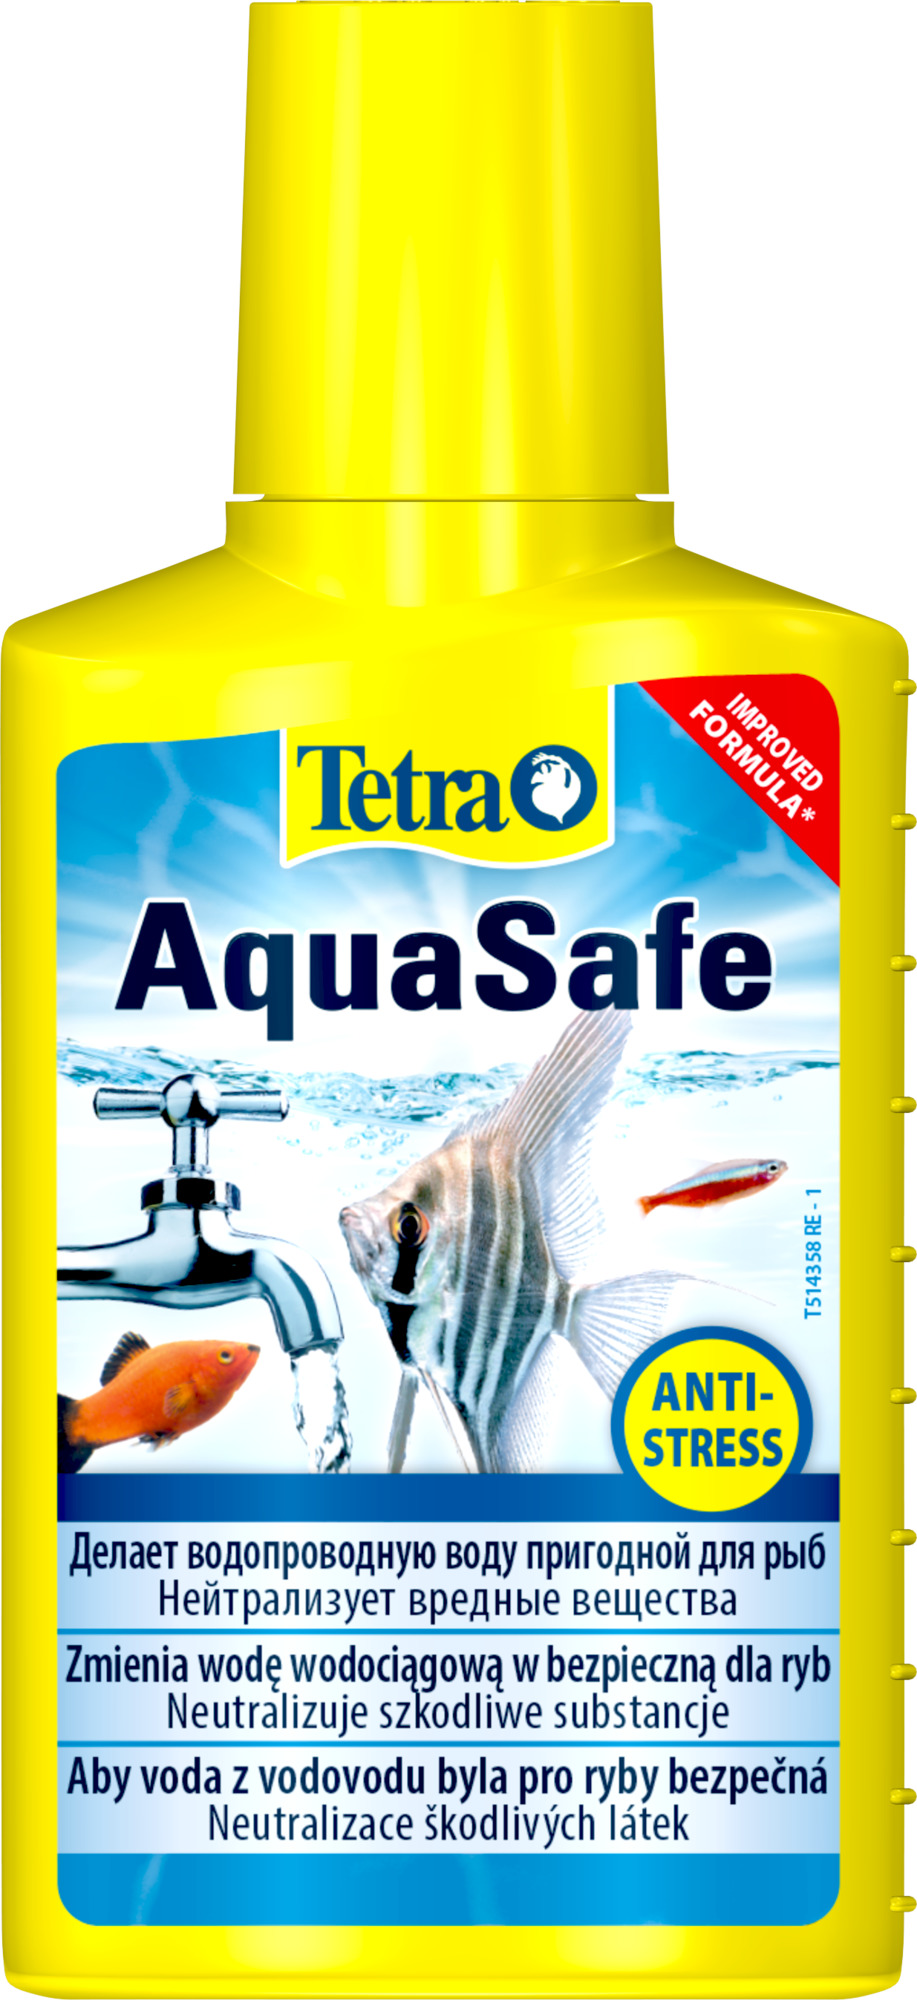 IMPROVED
FORMULA*
Tetra
AquaSafe
T514358 RE - 1
ANTI-
STRESS
Делает водопроводную воду пригодной для рыб
Нейтрализует вредные вещества
Zmienia wodę wodociągową w bezpieczną dla ryb
Neutralizuje szkodliwe substancje
Aby voda z vodovodu byla pro ryby bezpečná
Neutralizace škodlivých látek